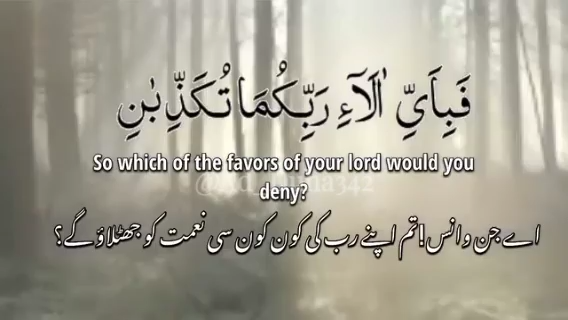 فَبِاَيِّ اٰلَآءِ رَبِّكُمَا تُكَذِّبٰنِ
So which of the favors of your lord would you
deny?
اے جن وانس! تم اپنے رب کی کون کون سی نعمت کو جھٹلاؤ گے؟